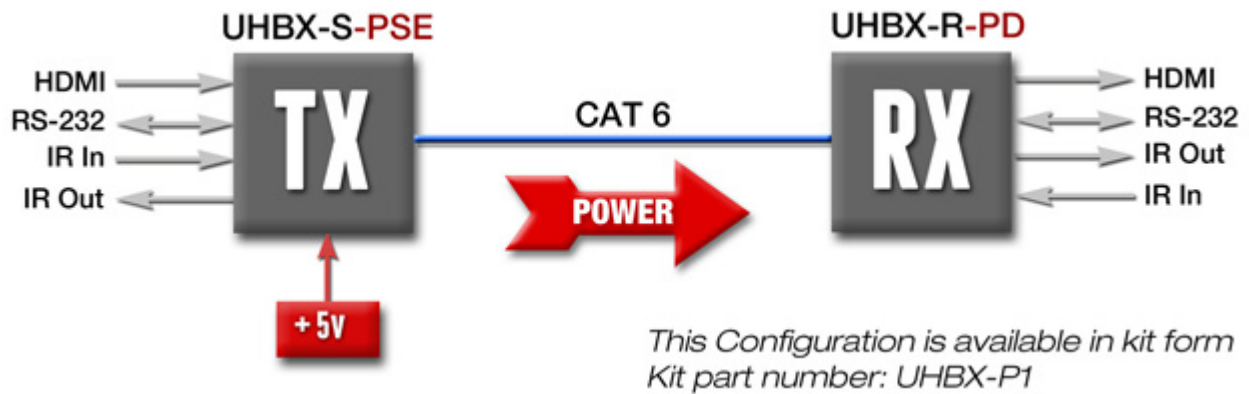 UHBX-S-PSE
UHBX-R-PD
HDMI
RS-232
IR In
IR Out
TX
CAT 6
POWER
RX
HDMI
RS-232
IR Out
IR In
+5V
This Configuration is available in kit form
Kit part number: UHBX-P1